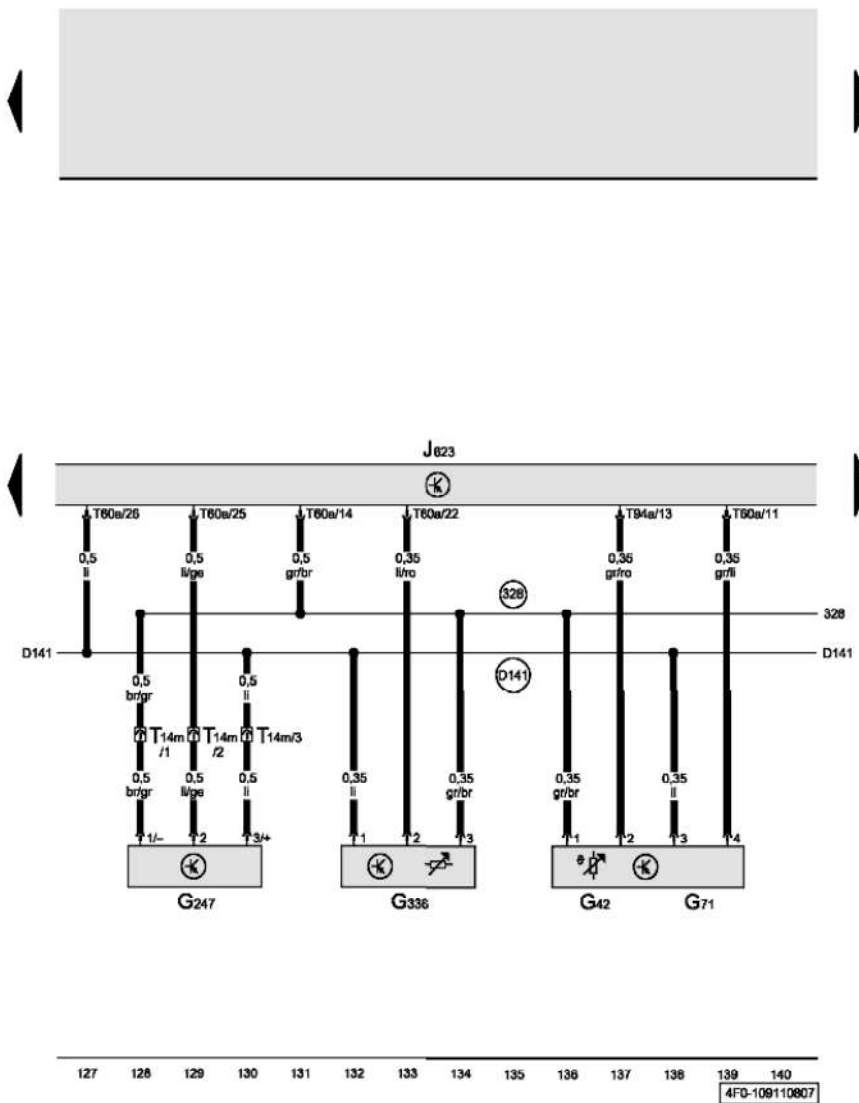 J623
T60a/26 T60a/25 T60a/14 T60a/22 T94a/13 T60a/11
0,5 0,5 0,5 0,35 0,35 0,35
li li/ge gr/br li/ro gr/ro gr/li
328 328
D141 D141
D141
0,5 0,5
br/gr li
T14m T14m T14m/3
/1 /2
0,5 0,5 0,5 0,35 0,35 0,35 0,35
br/gr li/ge li li gr/br gr/br li
1/– 2 3/+ 1 2 3 1 2 3 4
G247 G336 G42 G71
127 128 129 130 131 132 133 134 135 136 137 138 139 140
4F0-109110807